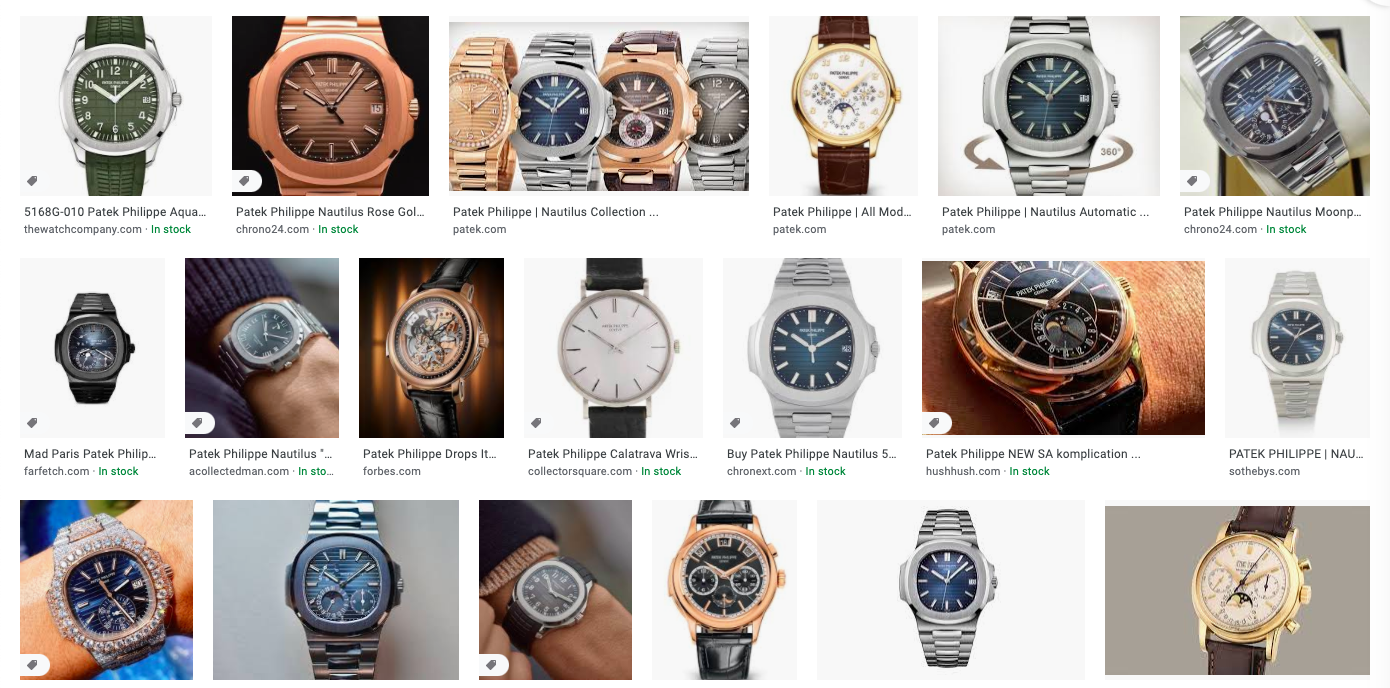 360°
5168G-010 Patek Philippe Aqua...
Patek Philippe Nautilus Rose Gol...
Patek Philippe | Nautilus Collection ...
Patek Philippe | All Mod...
Patek Philippe | Nautilus Automatic ...
Patek Philippe Nautilus Moonp...
thewatchcompany.com · In stock
chrono24.com · In stock
patek.com
patek.com
patek.com
chrono24.com · In stock
PATEK PHILIPPE
GENEVE
Mad Paris Patek Philip...
Patek Philippe Nautilus "...
Patek Philippe Drops It...
Patek Philippe Calatrava Wris...
Buy Patek Philippe Nautilus 5...
Patek Philippe NEW SA komplication ...
PATEK PHILIPPE | NAU...
farfetch.com · In stock
acollectedman.com · In sto...
forbes.com
collectorsquare.com · In stock
chronext.com · In stock
hushhush.com · In stock
sothebys.com